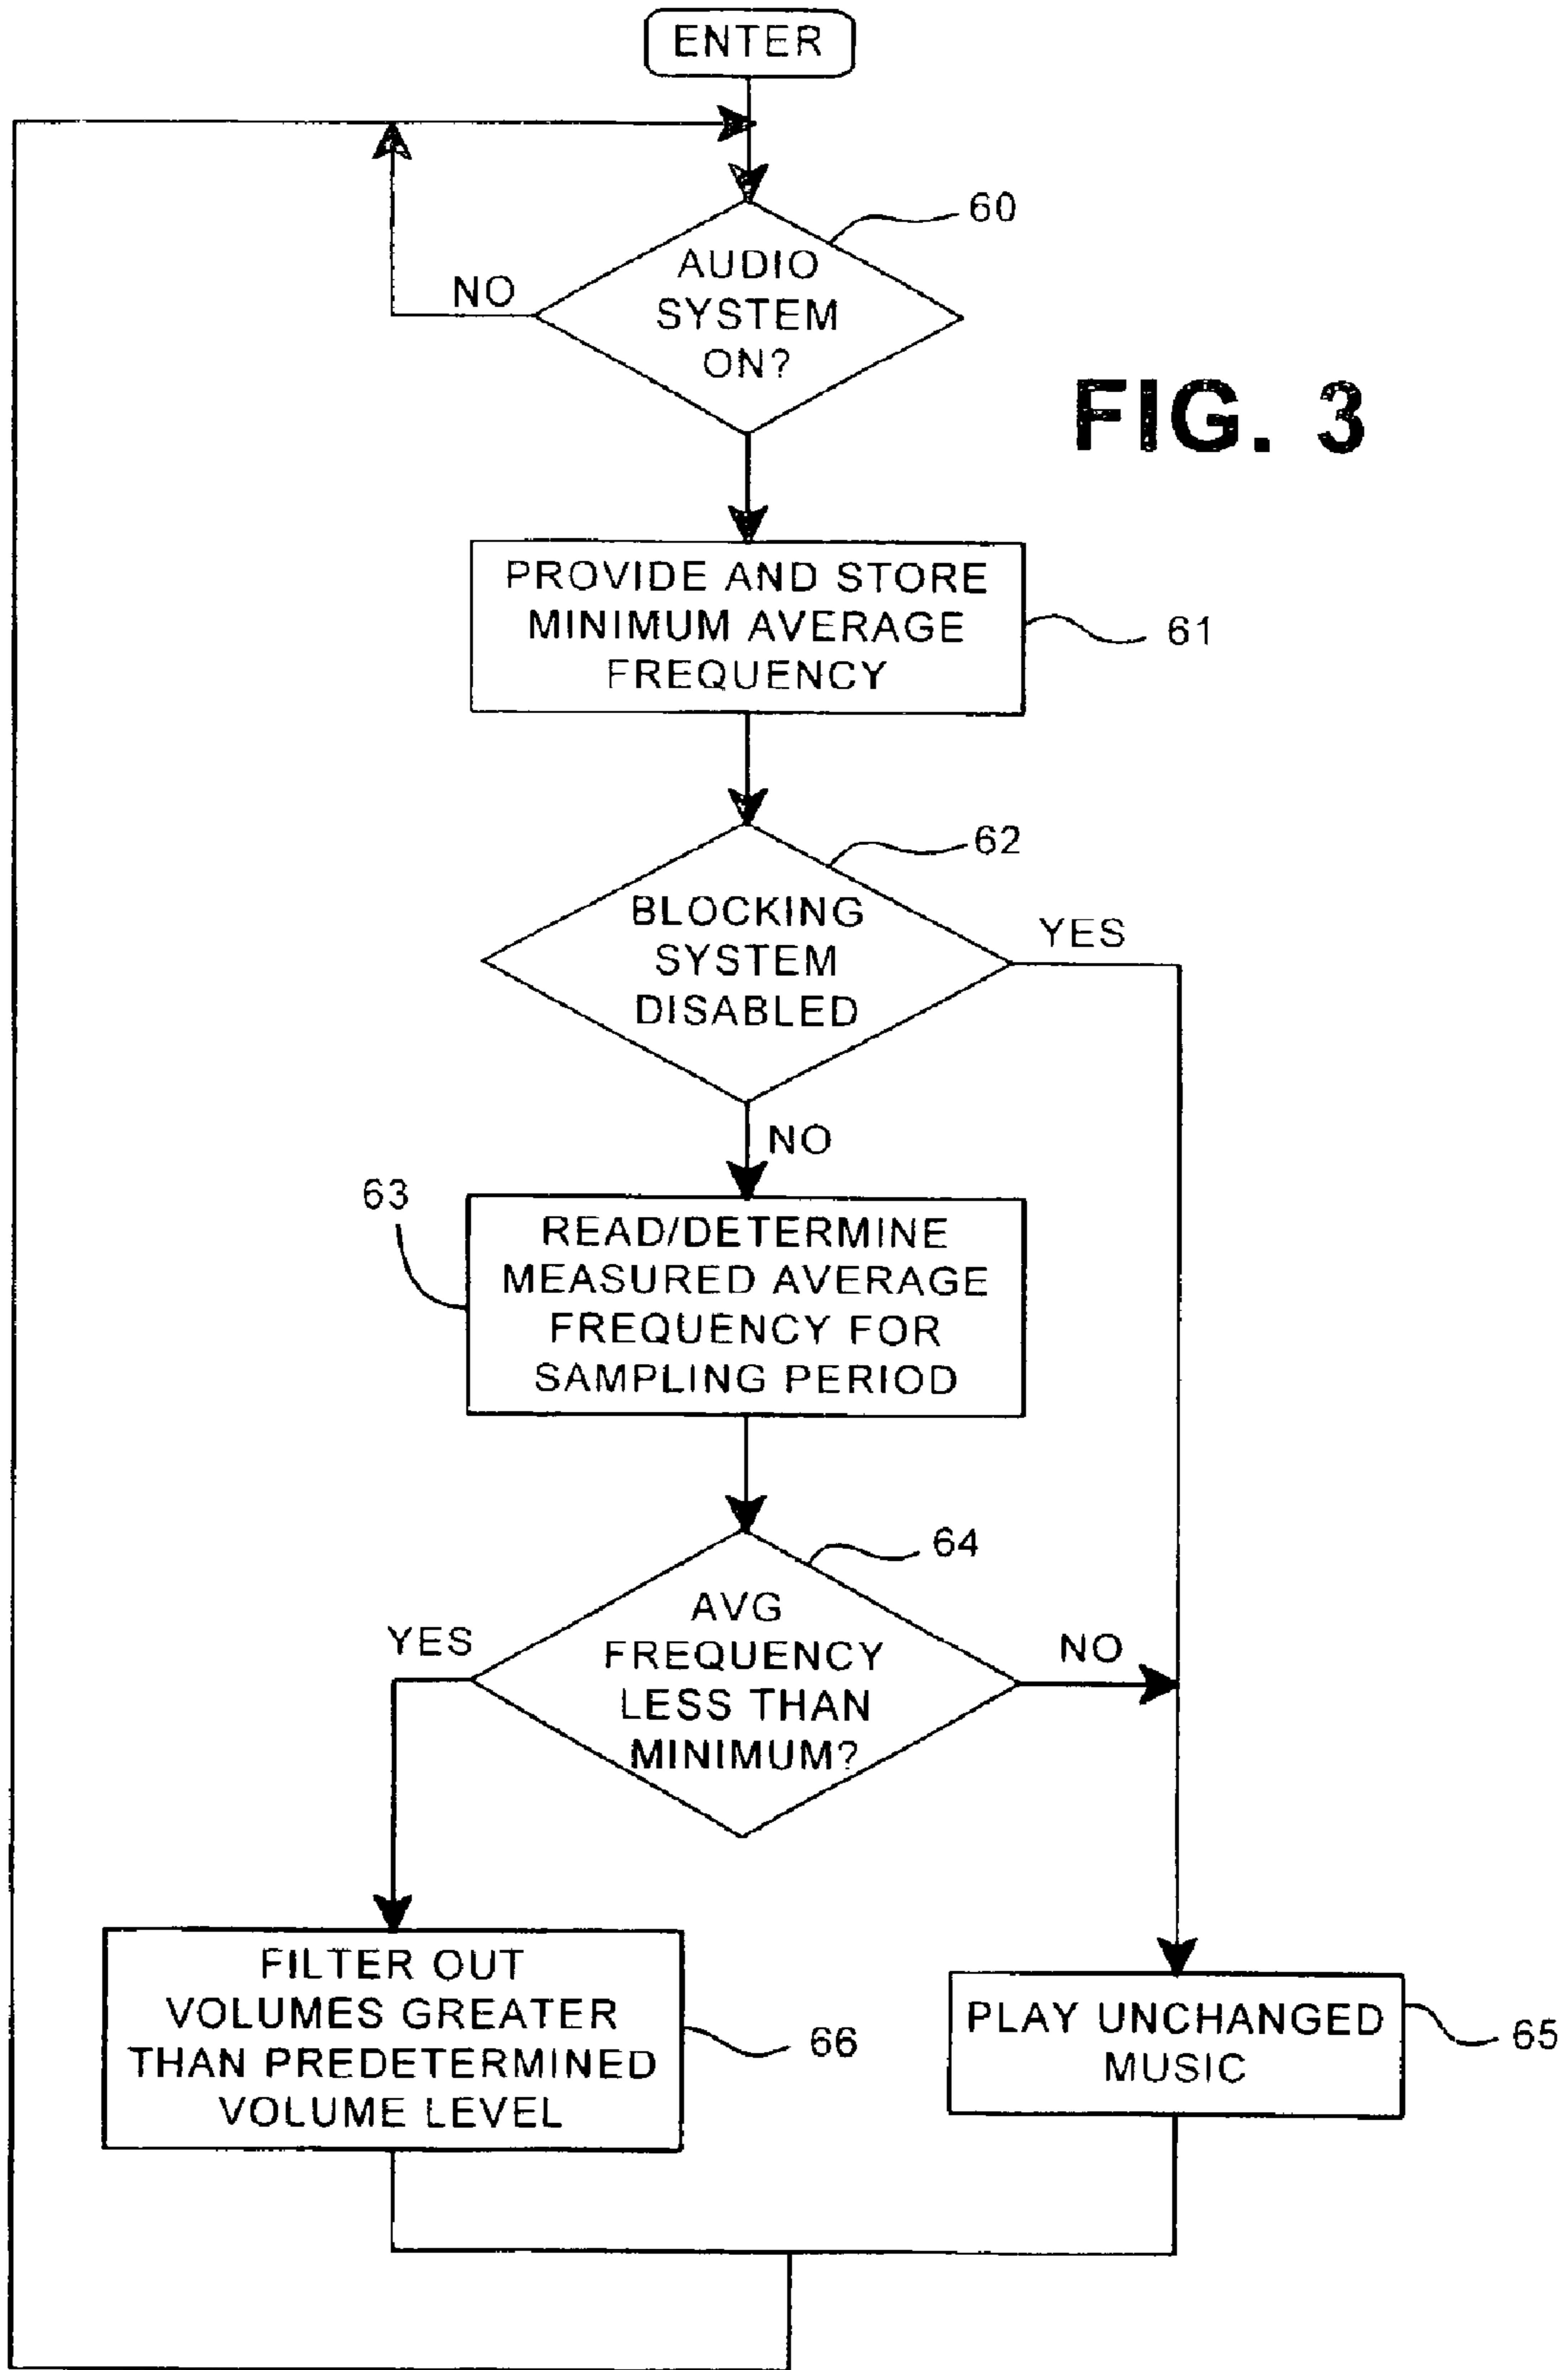 ENTER
60
AUDIO
SYSTEM
ON?
NO
FIG. 3
PROVIDE AND STORE
MINIMUM AVERAGE
FREQUENCY
61
62
BLOCKING
SYSTEM
DISABLED
YES
NO
63
READ/DETERMINE
MEASURED AVERAGE
FREQUENCY FOR
SAMPLING PERIOD
64
AVG
FREQUENCY
LESS THAN
MINIMUM?
YES
NO
FILTER OUT
VOLUMES GREATER
THAN PREDETERMINED
VOLUME LEVEL
66
PLAY UNCHANGED
MUSIC
65